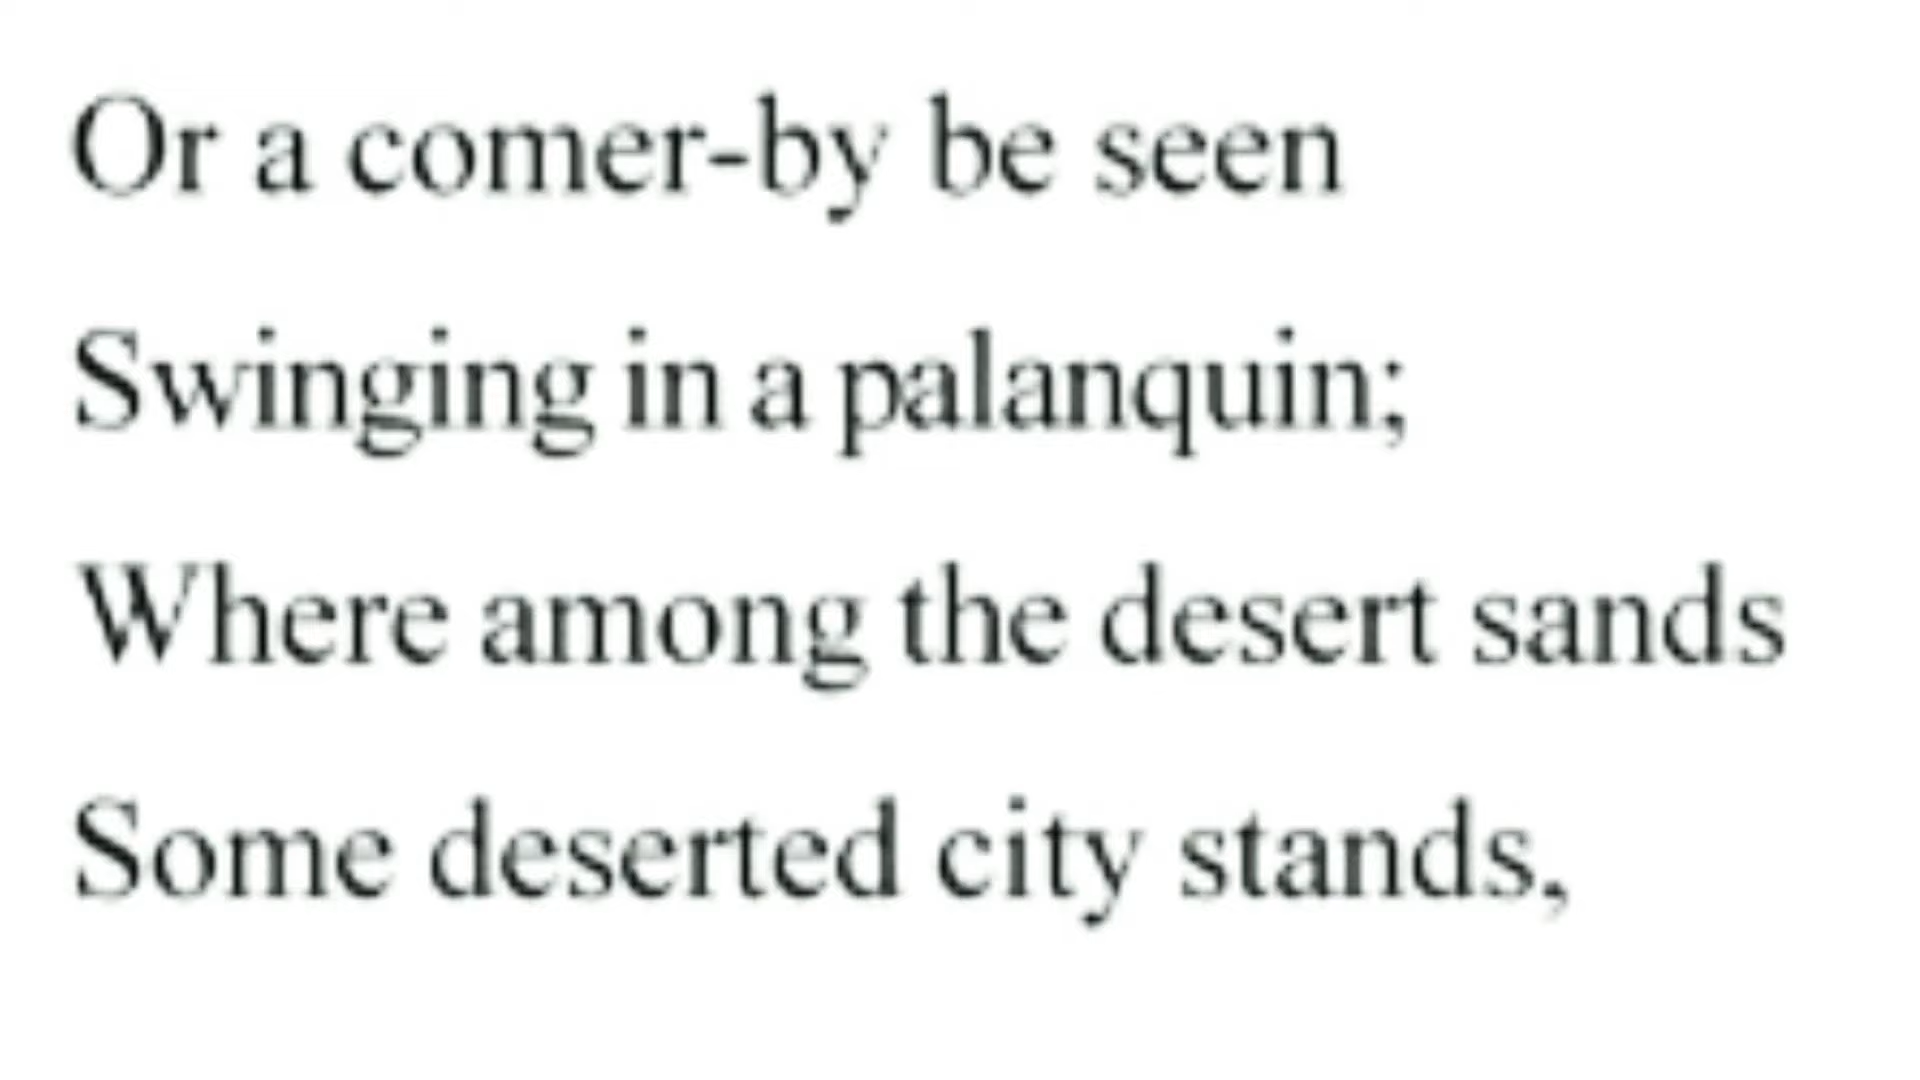 Or a comer-by be seen
Swinging in a palanquin;
Where among the desert sands
Some deserted city stands,